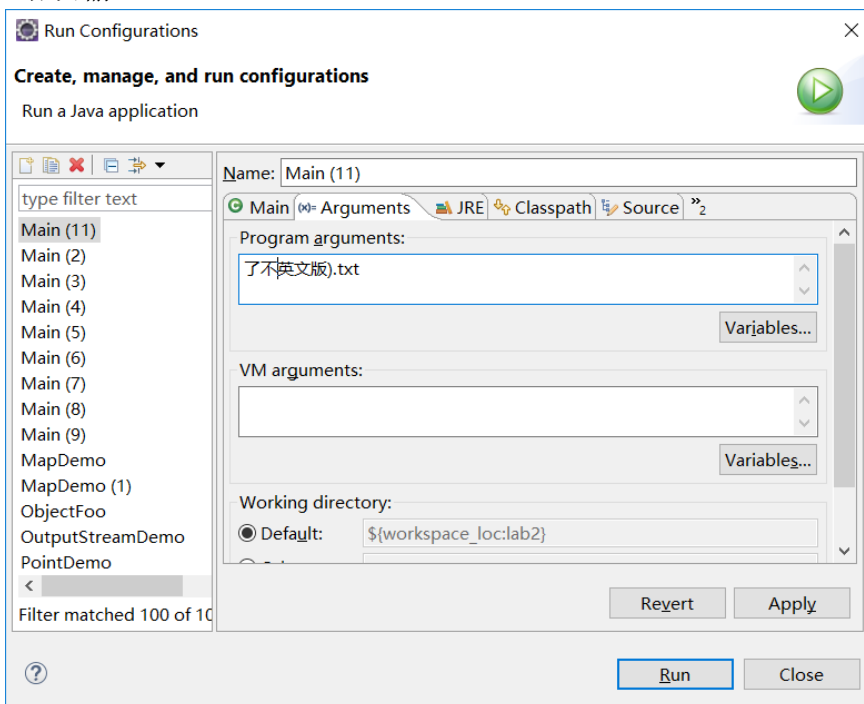 Run Configurations
Create, manage, and run configurations
Run a Java application
type filter text
Main (11)
Main (2)
Main (3)
Main (4)
Main (5)
Main (6)
Main (7)
Main (8)
Main (9)
MapDemo
MapDemo (1)
ObjectFoo
OutputStreamDemo
PointDemo
Filter matched 100 of 10
Name: Main (11)
Main (x)= Arguments JRE Classpath Source »2
Program arguments:
了不英文版).txt
Variables...
VM arguments:
Variables...
Working directory:
Default: ${workspace_loc:lab2}
Revert Apply
Run Close